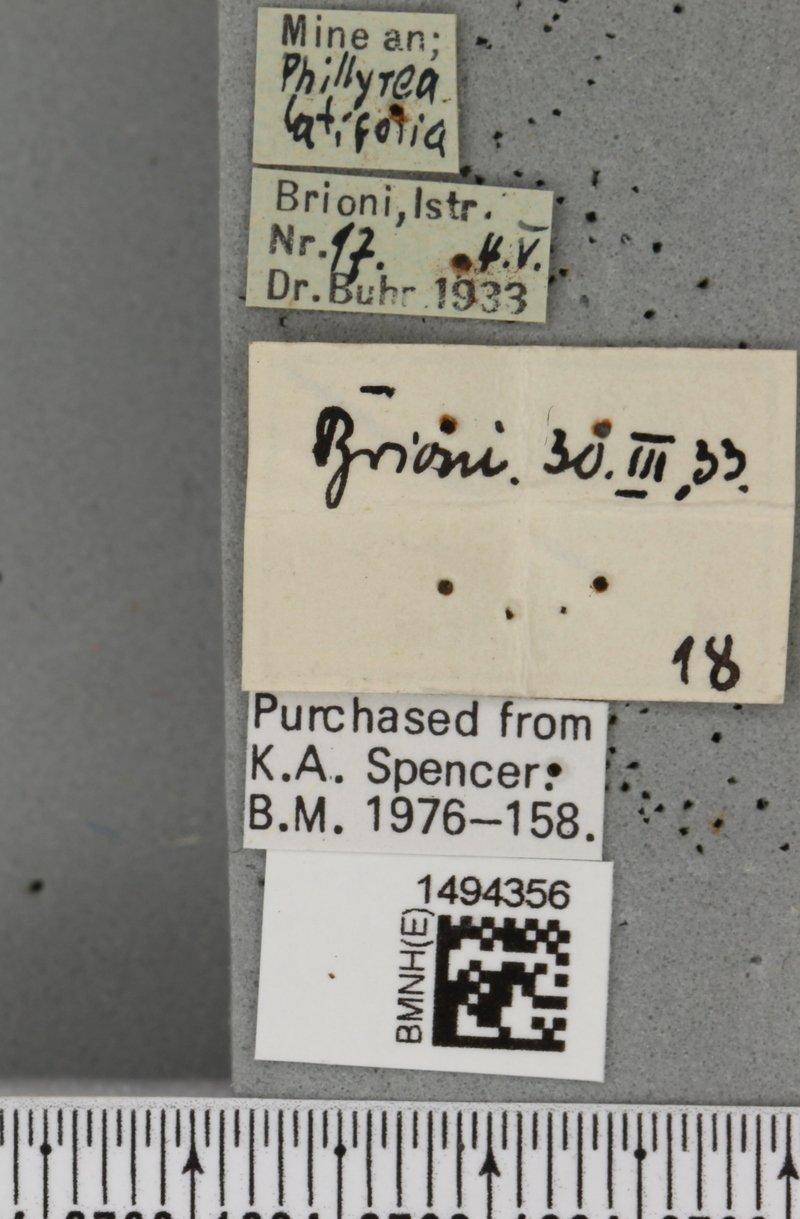 Mine an;
Phillyrea
latifolia
Brioni, Istr.
Nr. 17. 4.V.
Dr. Buhr 1933
Brioni. 30.III.33.
18
Purchased from
K.A. Spencer.
B.M. 1976–158.
1494356
BMNH(E)